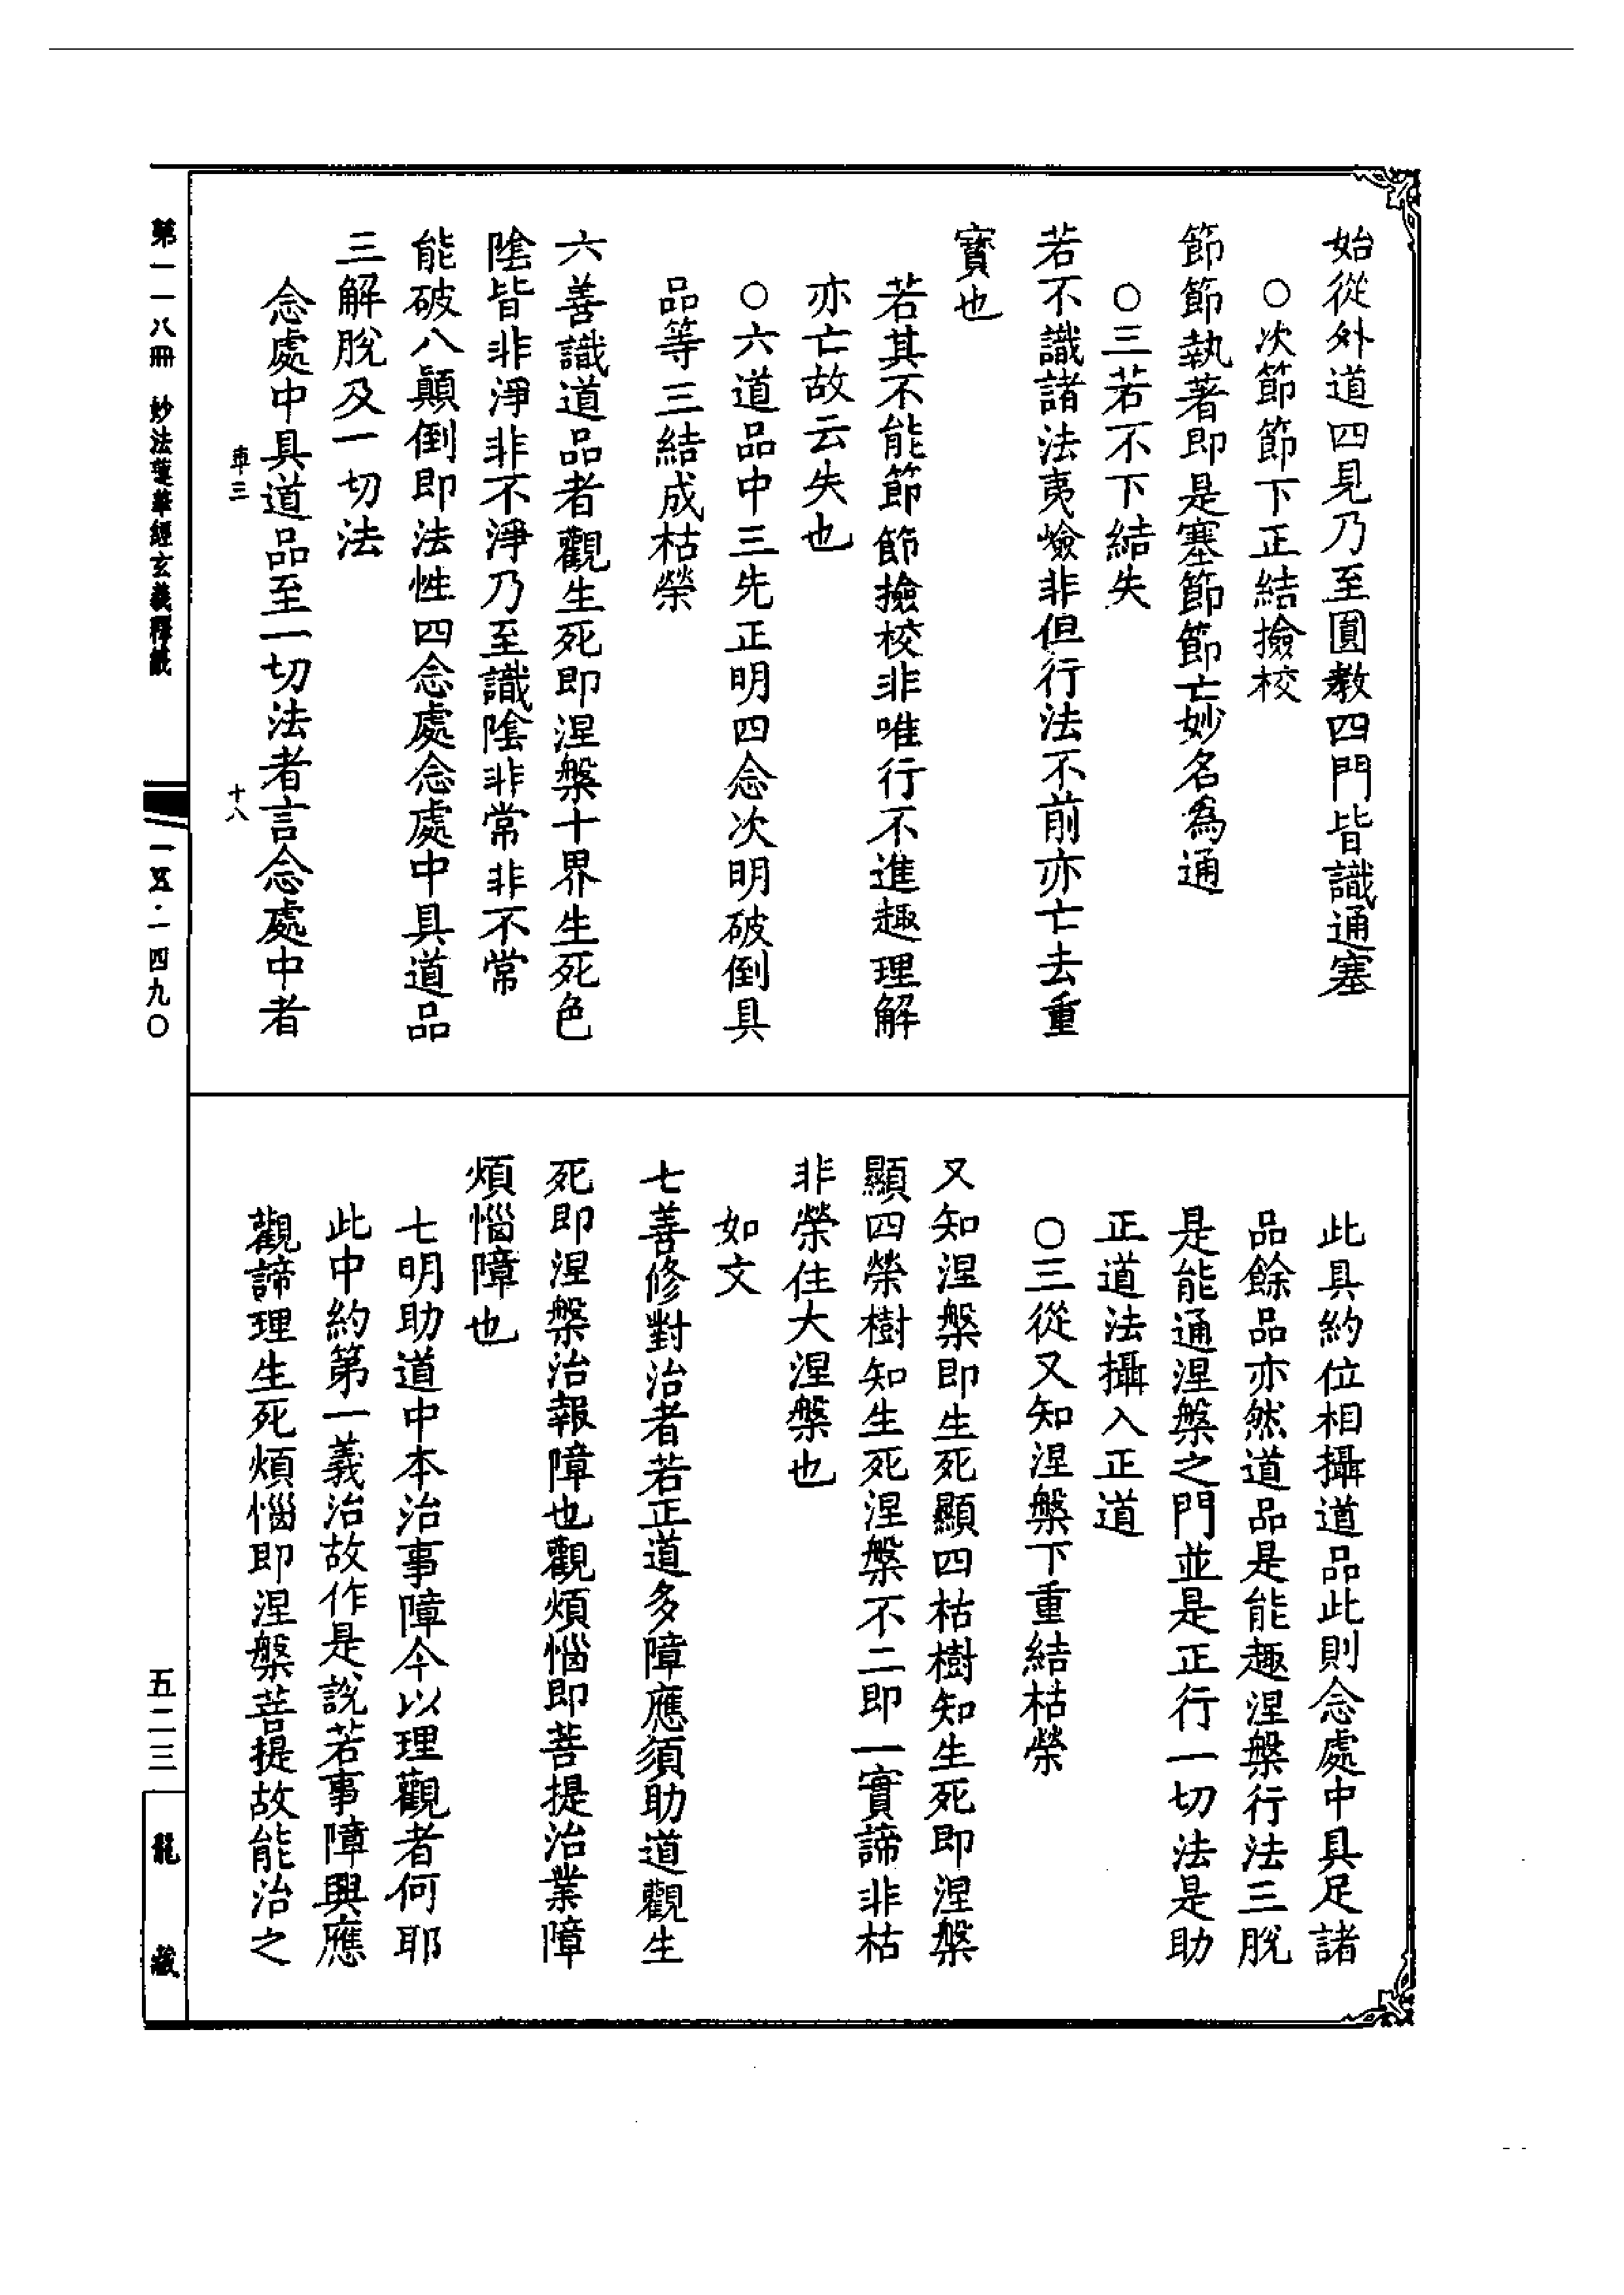 始從外道四見乃至圓教四門皆識通塞
○次節節下正結撿校
節節執著即是塞節節亡妙名為通
○三若不下結失
若不識諸法夷嶮非但行法不前亦亡去重
寳也
若其不能節節撿校非唯行不進趣理解
亦亡故云失也
○六道品中三先正明四念次明破倒具
品等三結成枯榮
六善識道品者觀生死即涅槃十界生死色
陰皆非淨非不淨乃至識陰非常非不常
能破八顛倒即法性四念處念處中具道品
三解脫及一切法
念處中具道品至一切法者言念處中者
此具約位相攝道品此則念處中具足諸
品餘品亦然道品是能趣涅槃行法三脫
是能通涅槃之門並是正行一切法是助
正道法攝入正道
○三從又知涅槃下重結枯榮
又知涅槃即生死顯四枯樹知生死即涅槃
顯四榮樹知生死涅槃不二即一實諦非枯
非榮住大涅槃也
如文
七善修對治者若正道多障應須助道觀生
死即涅槃治報障也觀煩惱即菩提治業障
煩惱障也
七明助道中本治事障今以理觀者何耶
此中約第一義治故作是說若事障興應
觀諦理生死煩惱即涅槃菩提故能治之
車三
十八
第一一八冊 妙法蓮華經玄義釋籤
一五·一四九〇
五二三
龍藏